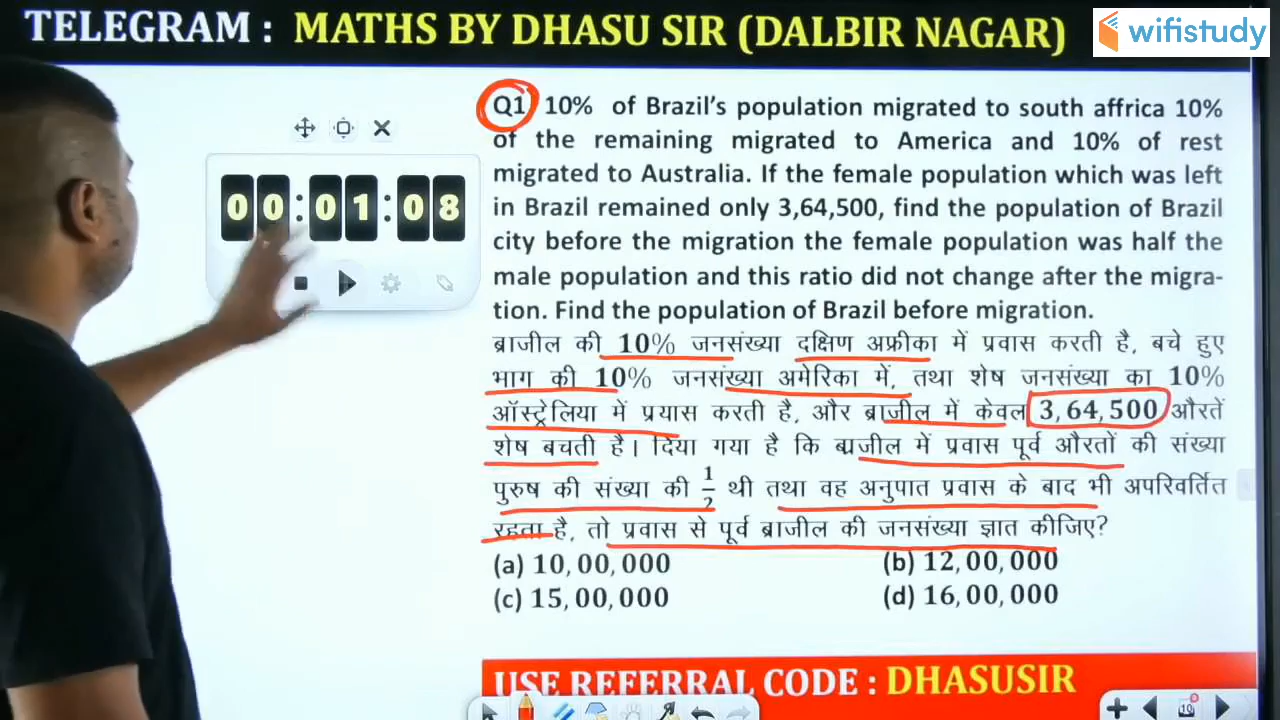 TELEGRAM : MATHS BY DHASU SIR (DALBIR NAGAR)
wifistudy
Q1 10% of Brazil's population migrated to south affrica 10%
of the remaining migrated to America and 10% of rest
migrated to Australia. If the female population which was left
in Brazil remained only 3,64,500, find the population of Brazil
city before the migration the female population was half the
male population and this ratio did not change after the migra-
tion. Find the population of Brazil before migration.
ब्राजील की 10% जनसंख्या दक्षिण अफ्रीका में प्रवास करती है, बचे हुए
भाग की 10% जनसंख्या अमेरिका में, तथा शेष जनसंख्या का 10%
ऑस्ट्रेलिया में प्रयास करती है, और ब्राजील में केवल 3,64,500 औरतें
शेष बचती है। दिया गया है कि ब्रजील में प्रवास पूर्व औरतों की संख्या
पुरुष की संख्या की 1/2 थी तथा वह अनुपात प्रवास के बाद भी अपरिवर्तित
रहता है, तो प्रवास से पूर्व ब्राजील की जनसंख्या ज्ञात कीजिए?
(a) 10,00,000 (b) 12,00,000
(c) 15,00,000 (d) 16,00,000
00:01:08
USE REFERRAL CODE : DHASUSIR
10